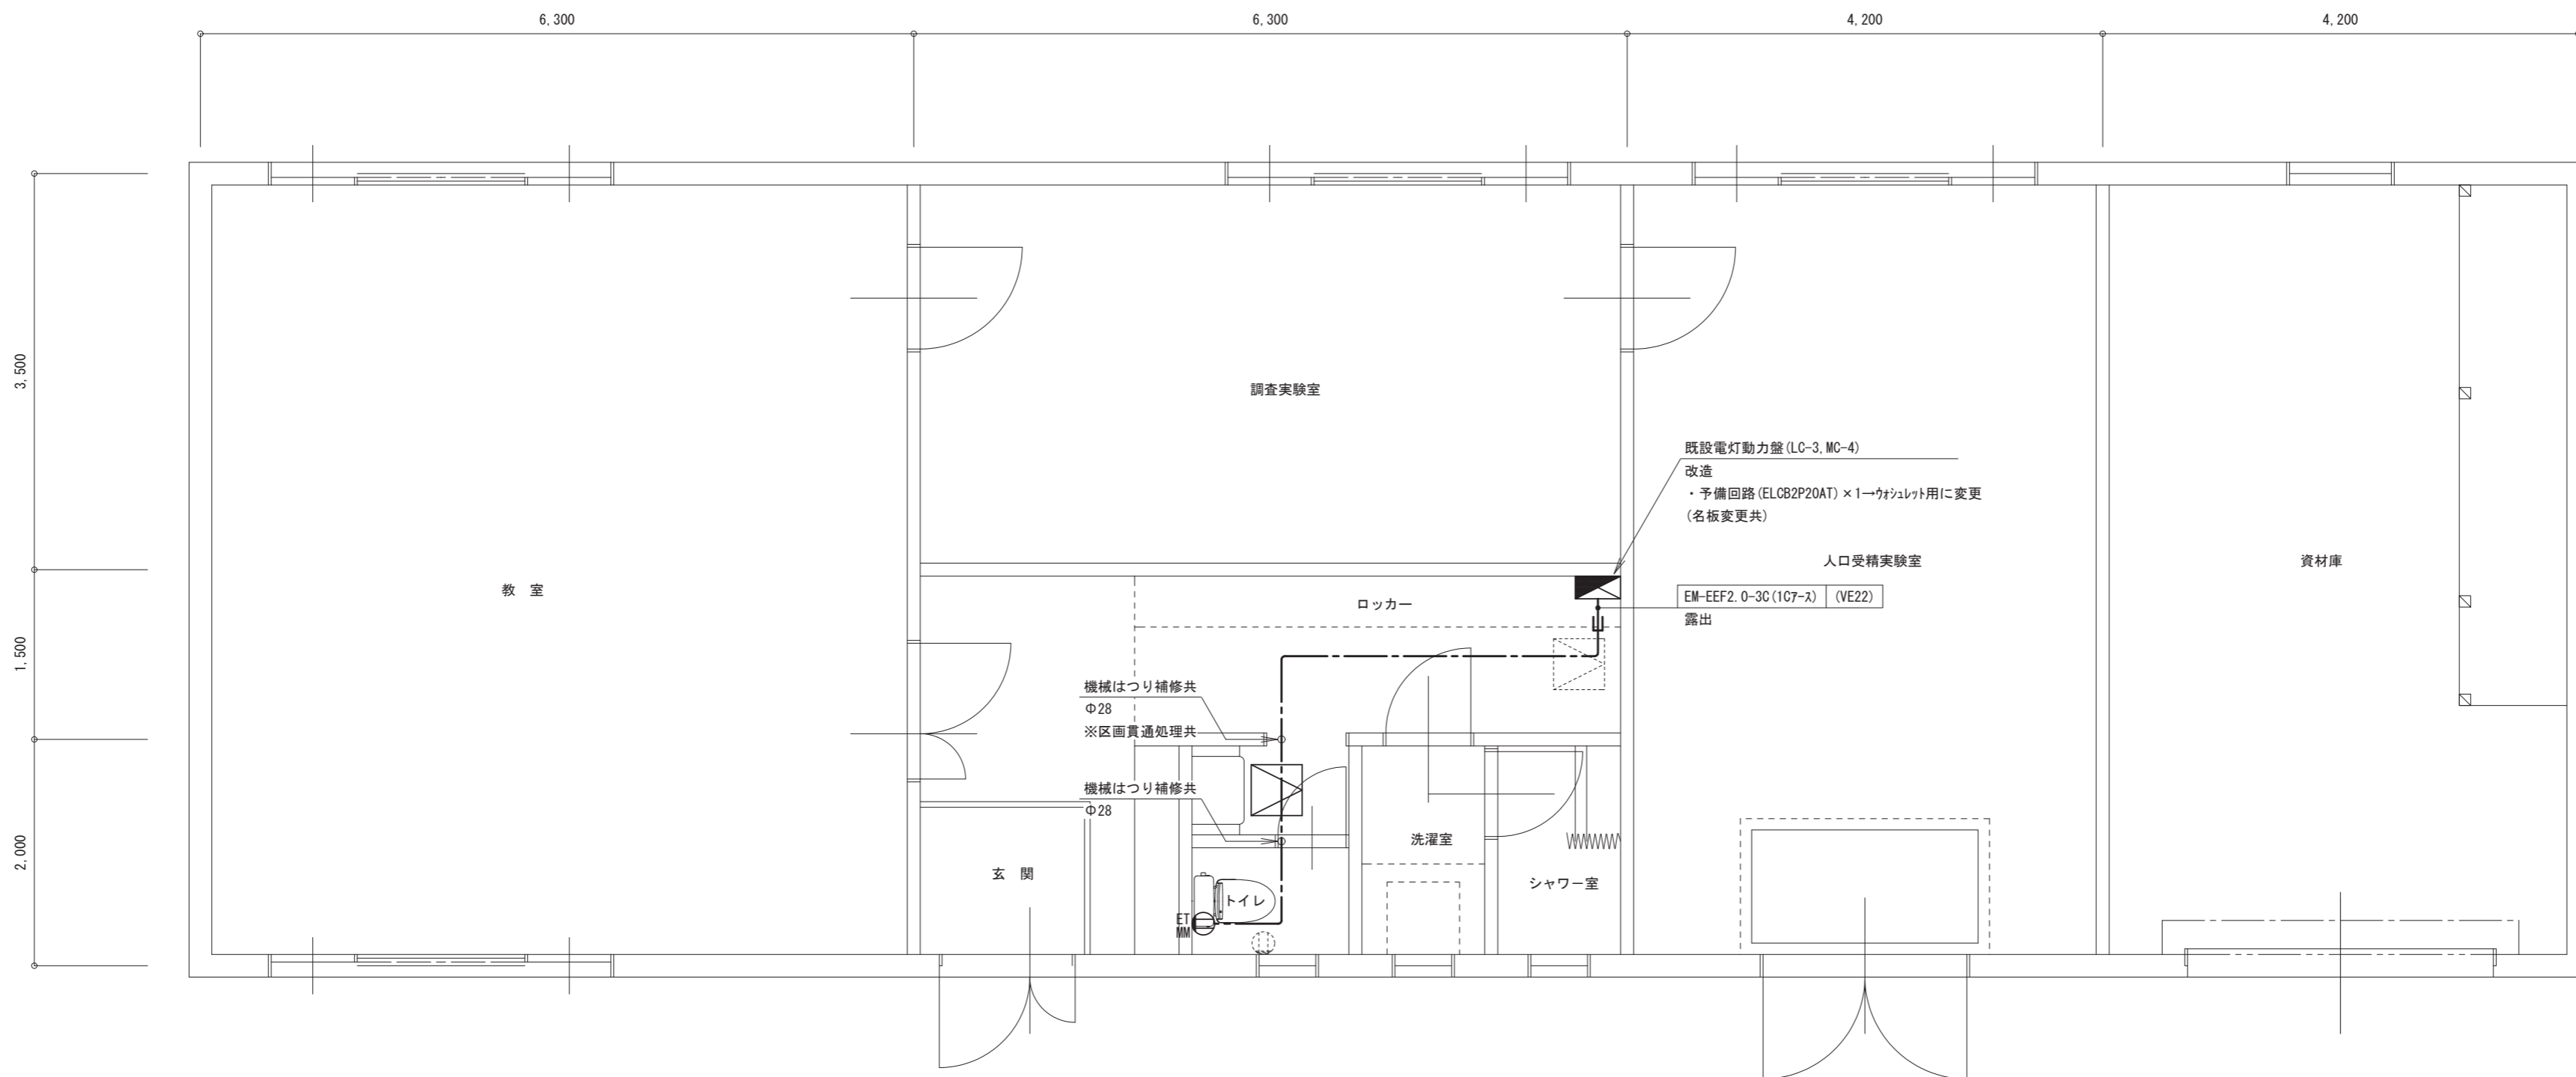 6,300
6,300
4,200
4,200
3,500
1,500
2,000
調査実験室
既設電灯動力盤(LC-3,MC-4)
改造
・予備回路(ELCB2P20AT)×1→ｳｫｼｭﾚｯﾄ用に変更
(名板変更共)
人口受精実験室
資材庫
教 室
ロッカー
EM-EEF2.0-3C(1Cｱｰｽ) (VE22)
露出
機械はつり補修共
Φ28
※区画貫通処理共
機械はつり補修共
Φ28
玄 関
洗濯室
シャワー室
トイレ
ET
MM